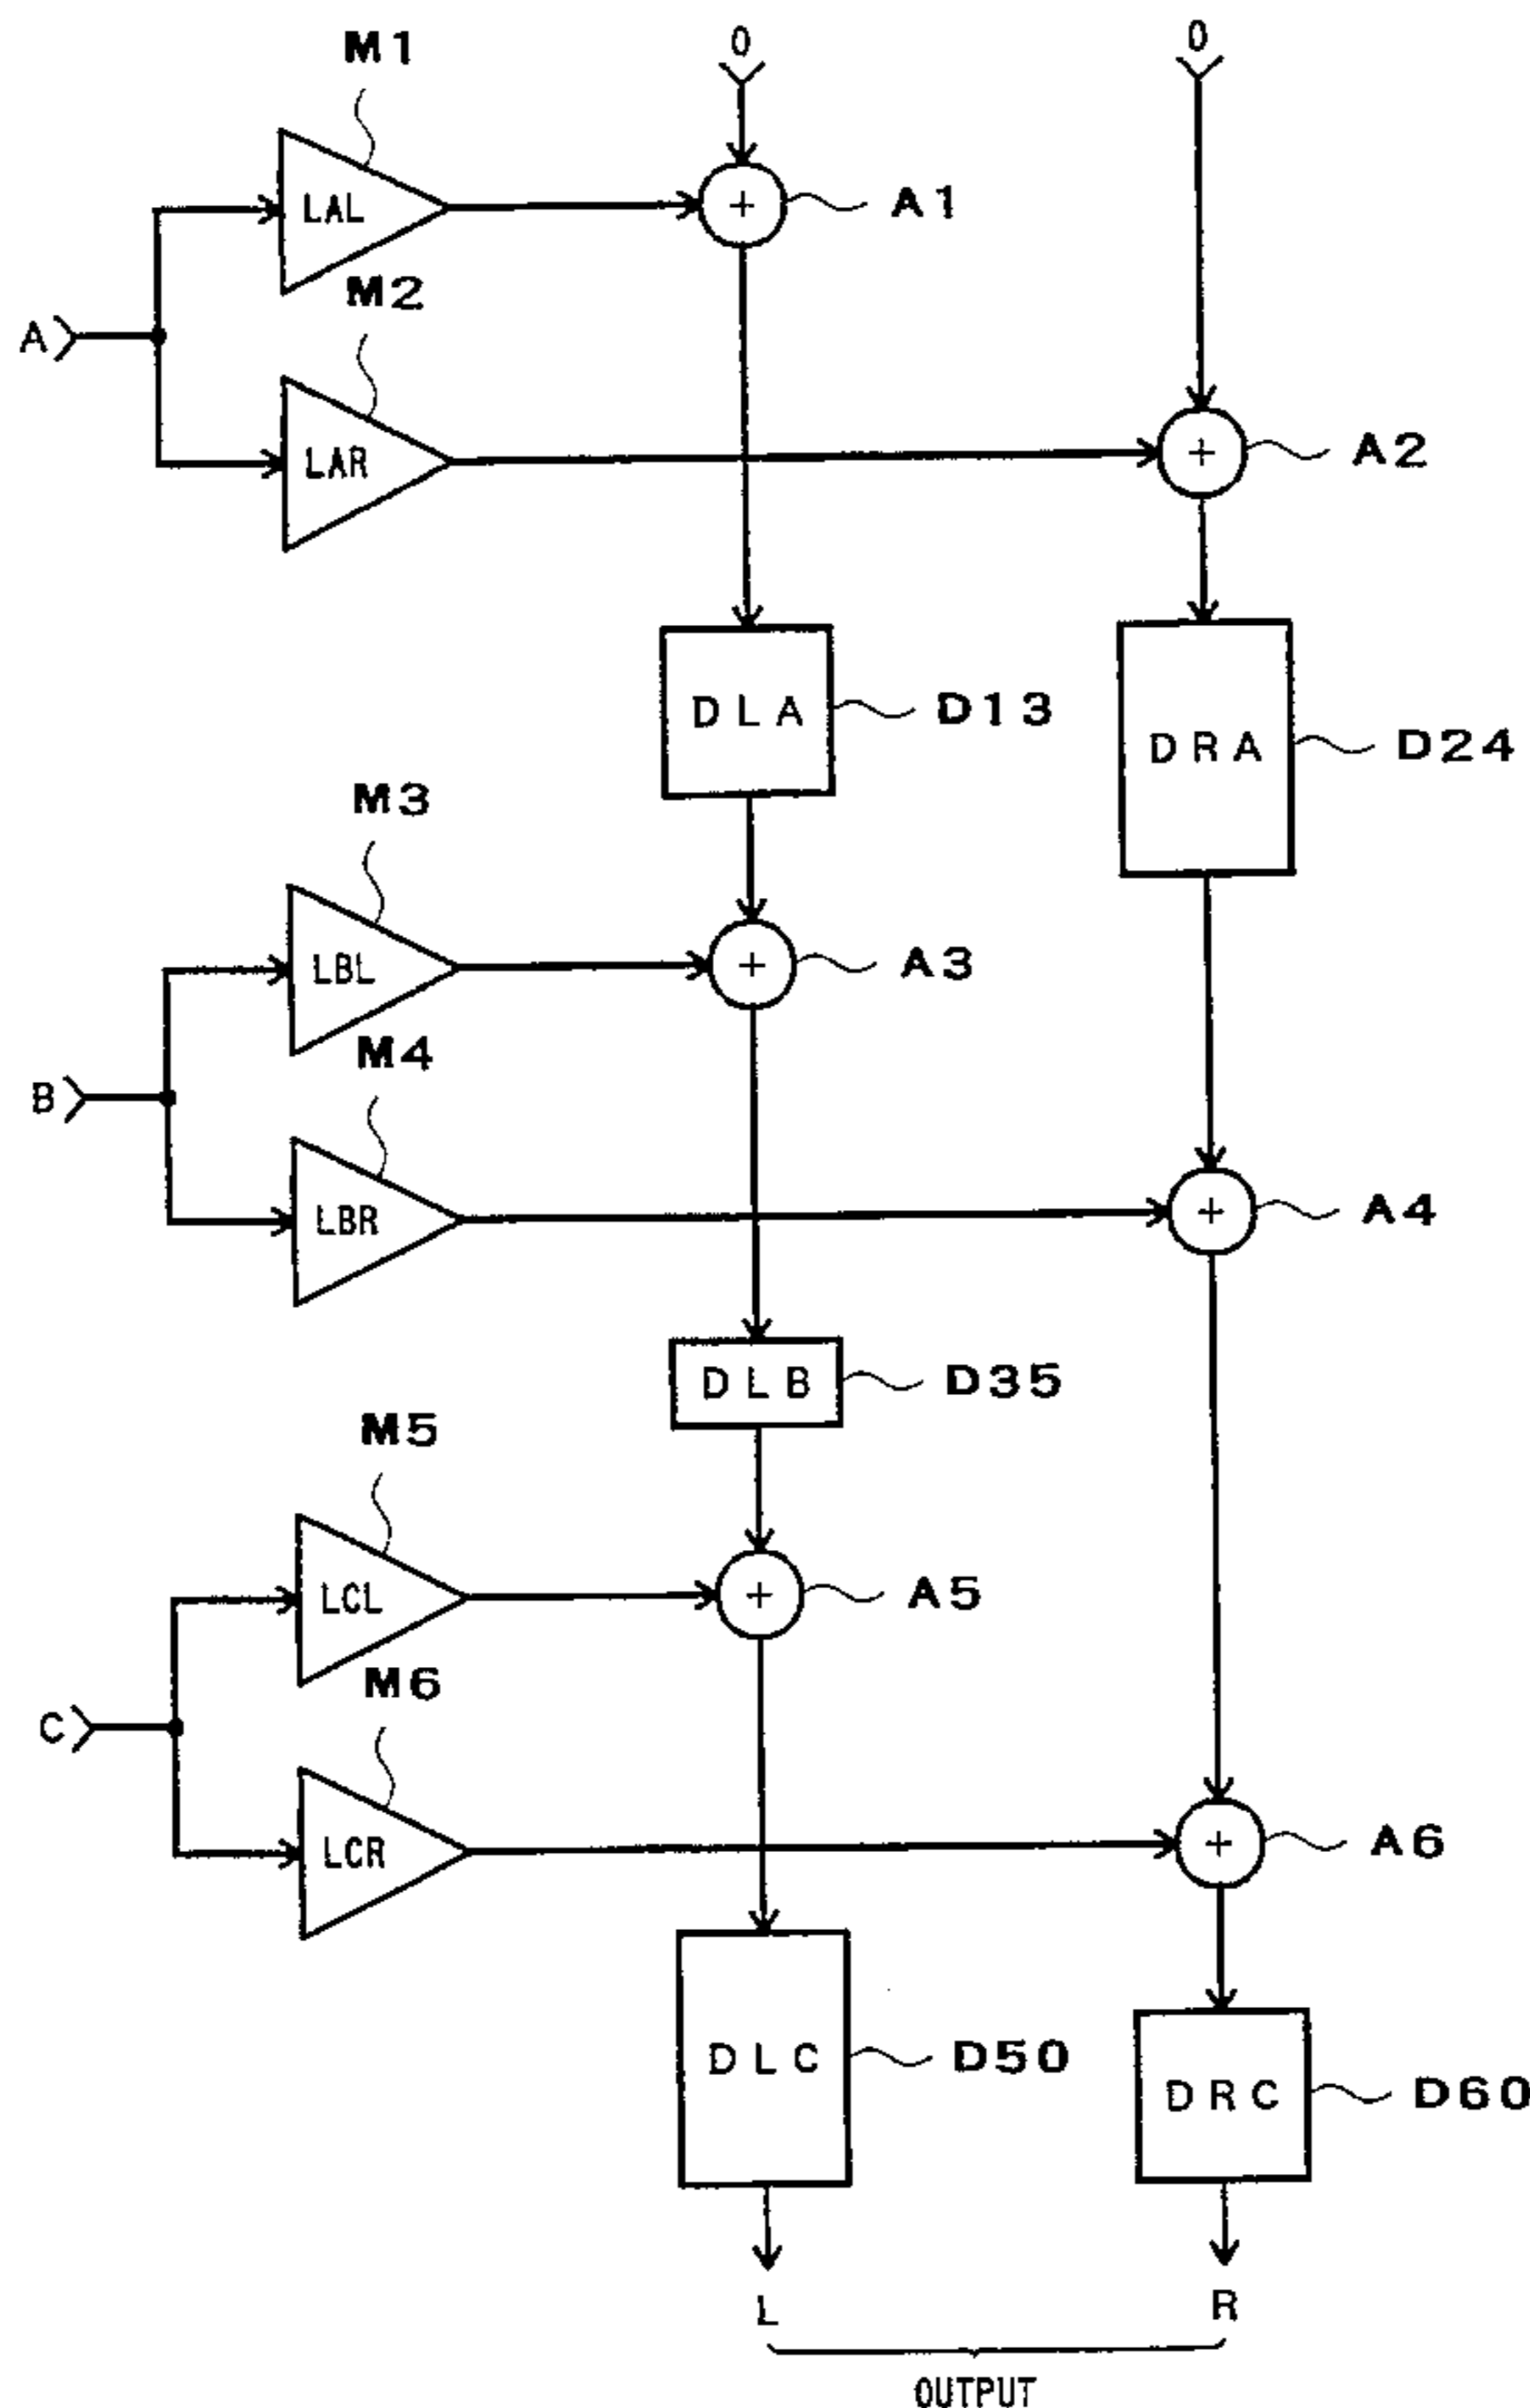 M1
0
0
LAL
A1
M2
A
LAR
A2
DLA
D13
DRA
D24
M3
LBL
A3
M4
B
LBR
A4
DLB
D35
M5
LCL
A5
M6
C
LCR
A6
DLC
D50
DRC
D60
L
R
OUTPUT